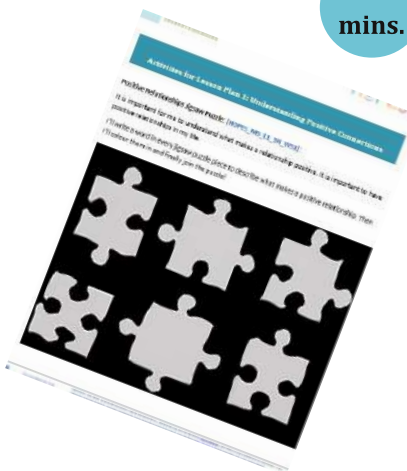 mins.
Activities for Lesson Plan 1: Understanding Positive Connections
Positive relationships Jigsaw Puzzle:
It is important for me to understand what makes a relationship positive. It is important to have
positive relationships in my life.
I'll write a word in every jigsaw puzzle piece to describe what makes a positive relationship. Then
I'll colour them in and finally join the puzzle!